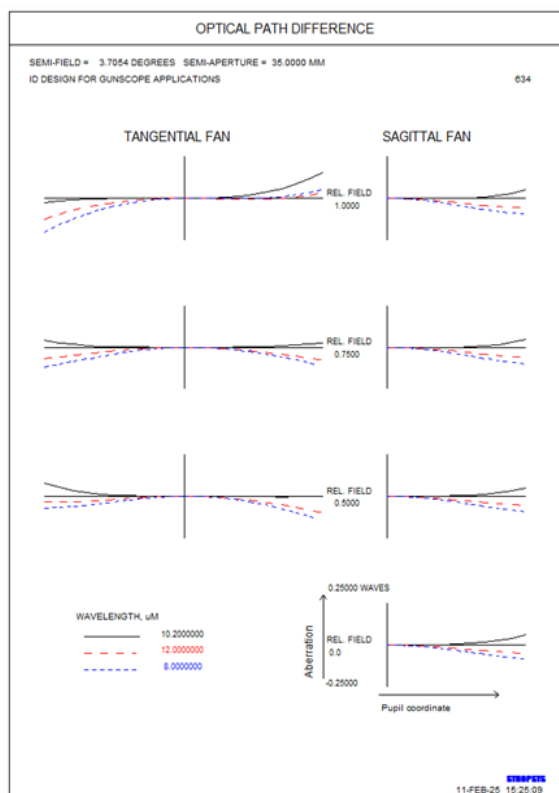 OPTICAL PATH DIFFERENCE
SEMI-FIELD = 3.7054 DEGREES SEMI-APERTURE = 35.0000 MM
ID DESIGN FOR GUNSCOPE APPLICATIONS 634
TANGENTIAL FAN SAGITTAL FAN
REL. FIELD
1.0000
REL. FIELD
0.7500
REL. FIELD
0.5000
0.25000 WAVES
WAVELENGTH, uM
10.2000000
12.0000000
8.0000000
Aberration
REL. FIELD
0.0
-0.25000
Pupil coordinate
SYNOPSYS
11-FEB-25 15:25:09